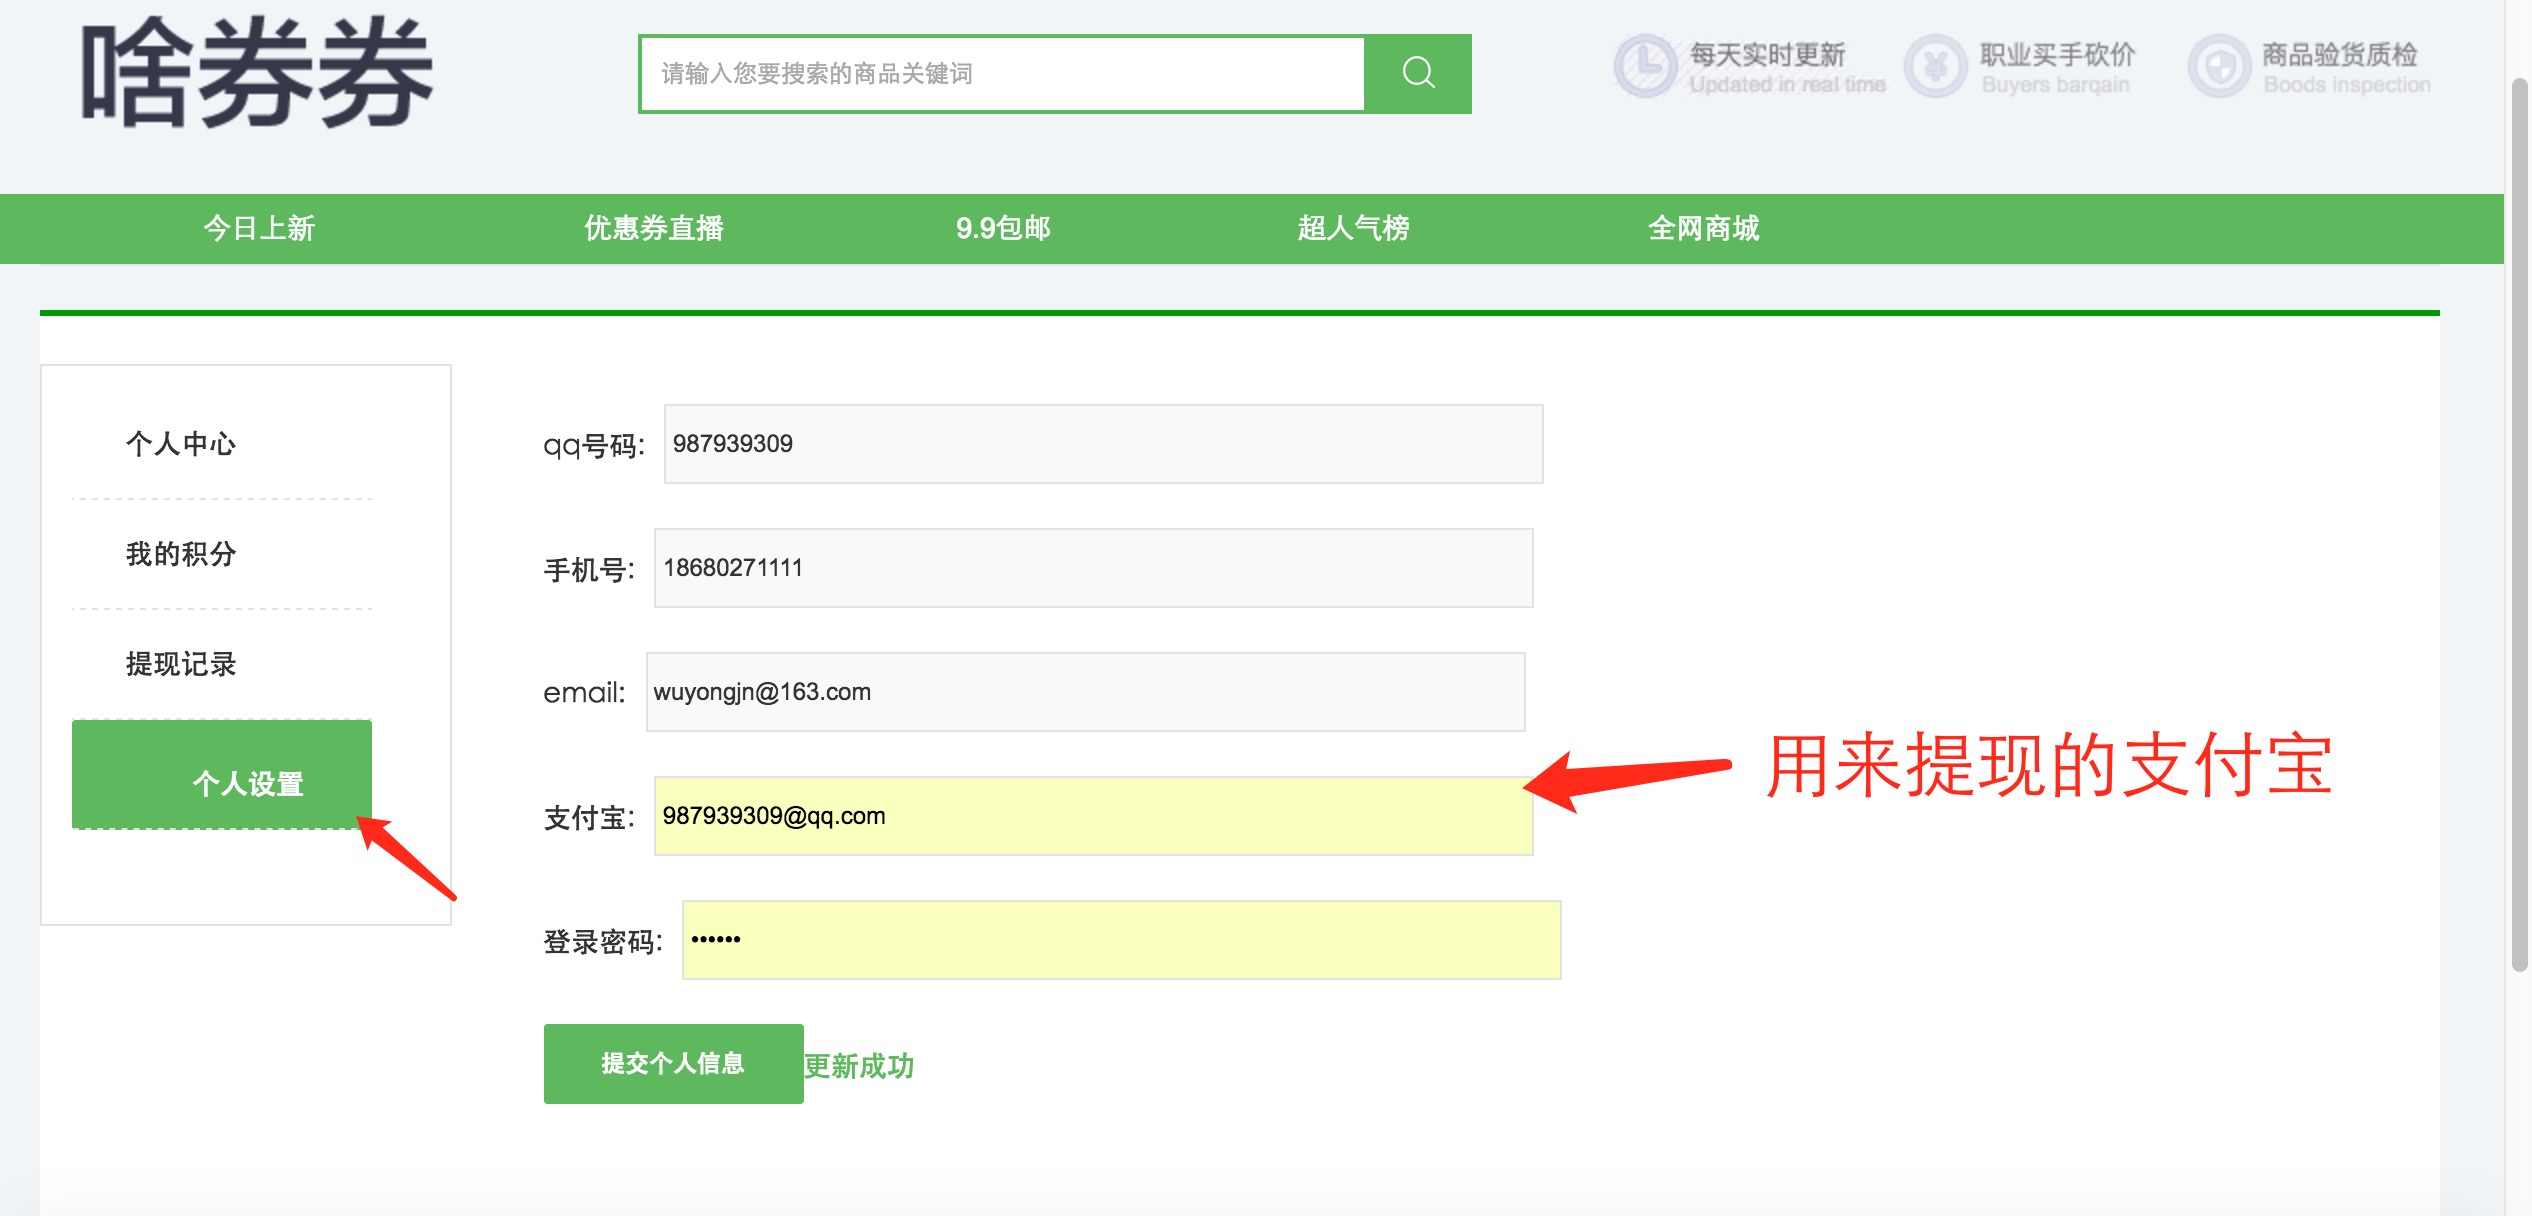 啥券券
请输入您要搜索的商品关键词
每天实时更新
Updated in real time
职业买手砍价
Buyers barqain
商品验货质检
Boods inspection
今日上新 优惠券直播 9.9包邮 超人气榜 全网商城
个人中心
我的积分
提现记录
个人设置
qq号码: 987939309
手机号: 18680271111
email: wuyongjn@163.com
支付宝: 987939309@qq.com
用来提现的支付宝
登录密码: ••••••
提交个人信息 更新成功